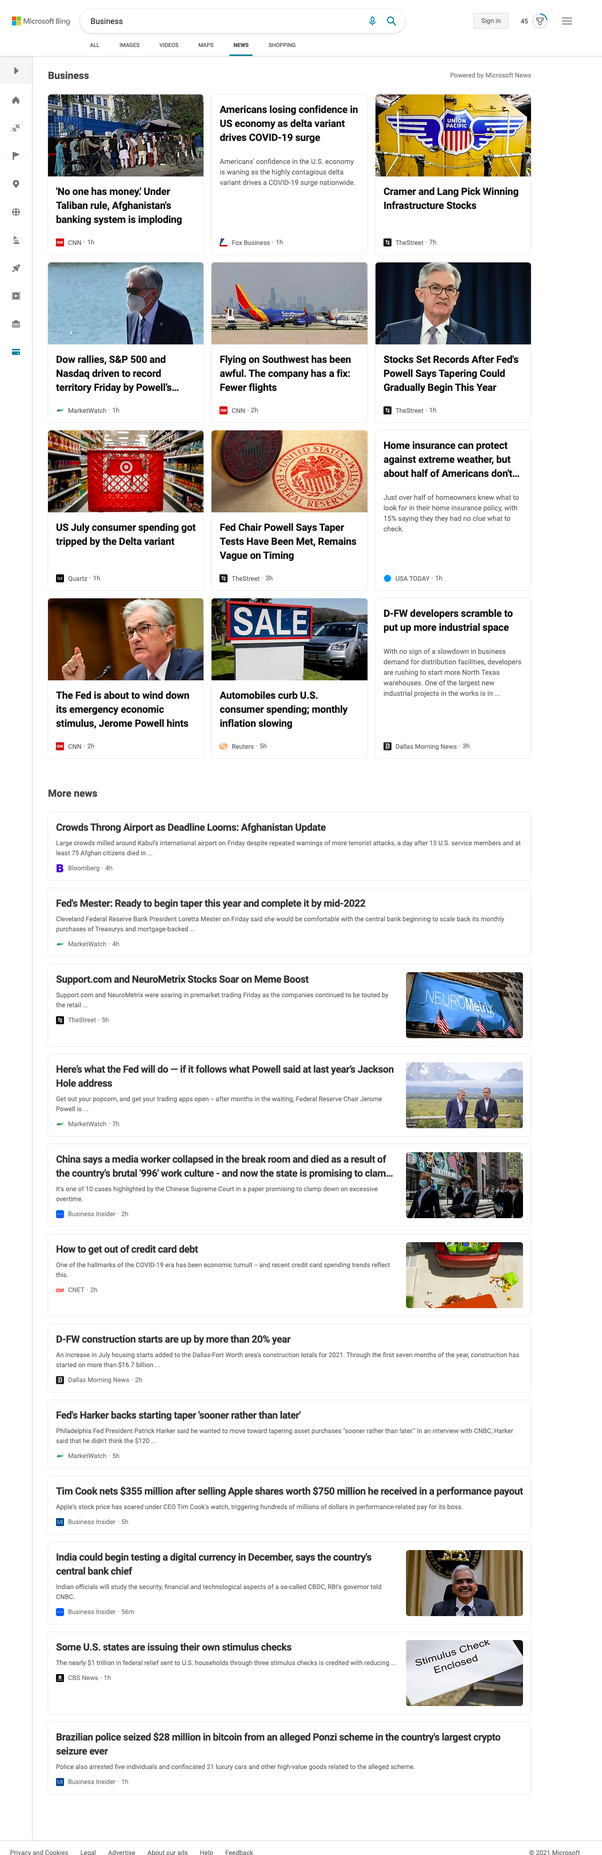 Microsoft Bing
Business
Sign in
45
ALL
IMAGES
VIDEOS
MAPS
NEWS
SHOPPING
Business
Powered by Microsoft News
'No one has money.' Under
Taliban rule, Afghanistan's
banking system is imploding
CNN · 1h
Americans losing confidence in
US economy as delta variant
drives COVID-19 surge
Americans' confidence in the U.S. economy
is waning as the highly contagious delta
variant drives a COVID-19 surge nationwide.
Fox Business · 1h
UNION
PACIFIC
Cramer and Lang Pick Winning
Infrastructure Stocks
TheStreet · 7h
Dow rallies, S&P 500 and
Nasdaq driven to record
territory Friday by Powell's...
MarketWatch · 1h
Southwest
Flying on Southwest has been
awful. The company has a fix:
Fewer flights
CNN · 2h
Stocks Set Records After Fed's
Powell Says Tapering Could
Gradually Begin This Year
TheStreet · 1h
US July consumer spending got
tripped by the Delta variant
Quartz · 1h
UNITED STATES
FEDERAL RESERVE
Fed Chair Powell Says Taper
Tests Have Been Met, Remains
Vague on Timing
TheStreet · 3h
Home insurance can protect
against extreme weather, but
about half of Americans don't...
Just over half of homeowners knew what to
look for in their home insurance policy, with
15% saying they they had no clue what to
check.
USA TODAY · 1h
The Fed is about to wind down
its emergency economic
stimulus, Jerome Powell hints
CNN · 2h
SALE
Automobiles curb U.S.
consumer spending; monthly
inflation slowing
Reuters · 5h
D-FW developers scramble to
put up more industrial space
With no sign of a slowdown in business
demand for distribution facilities, developers
are rushing to start more North Texas
warehouses. One of the largest new
industrial projects in the works is in ...
Dallas Morning News · 3h
More news
Crowds Throng Airport as Deadline Looms: Afghanistan Update
Large crowds milled around Kabul's international airport on Friday despite repeated warnings of more terrorist attacks, a day after 13 U.S. service members and at
least 75 Afghan citizens died in ...
Bloomberg · 4h
Fed's Mester: Ready to begin taper this year and complete it by mid-2022
Cleveland Federal Reserve Bank President Loretta Mester on Friday said she would be comfortable with the central bank beginning to scale back its monthly
purchases of Treasurys and mortgage-backed ...
MarketWatch · 4h
Support.com and NeuroMetrix Stocks Soar on Meme Boost
Support.com and NeuroMetrix were soaring in premarket trading Friday as the companies continued to be touted by
the retail ...
TheStreet · 5h
NEUROMetrix
Here's what the Fed will do — if it follows what Powell said at last year's Jackson
Hole address
Get out your popcorn, and get your trading apps open – after months in the waiting, Federal Reserve Chair Jerome
Powell is ...
MarketWatch · 7h
China says a media worker collapsed in the break room and died as a result of
the country's brutal '996' work culture - and now the state is promising to clam...
It's one of 10 cases highlighted by the Chinese Supreme Court in a paper promising to clamp down on excessive
overtime.
Business Insider · 2h
How to get out of credit card debt
One of the hallmarks of the COVID-19 era has been economic tumult – and recent credit card spending trends reflect
this.
CNET · 2h
D-FW construction starts are up by more than 20% year
An increase in July housing starts added to the Dallas-Fort Worth area's construction totals for 2021. Through the first seven months of the year, construction has
started on more than $16.7 billion ...
Dallas Morning News · 2h
Fed's Harker backs starting taper 'sooner rather than later'
Philadelphia Fed President Patrick Harker said he wanted to move toward tapering asset purchases "sooner rather than later." In an interview with CNBC, Harker
said that he didn't think the $120 ...
MarketWatch · 5h
Tim Cook nets $355 million after selling Apple shares worth $750 million he received in a performance payout
Apple's stock price has soared under CEO Tim Cook's watch, triggering hundreds of millions of dollars in performance-related pay for its boss.
Business Insider · 5h
India could begin testing a digital currency in December, says the country's
central bank chief
Indian officials will study the security, financial and technological aspects of a so-called CBDC, RBI's governor told
CNBC.
Business Insider · 56m
Some U.S. states are issuing their own stimulus checks
The nearly $1 trillion in federal relief sent to U.S. households through three stimulus checks is credited with reducing ...
CBS News · 1h
Stimulus Check
Enclosed
Brazilian police seized $28 million in bitcoin from an alleged Ponzi scheme in the country's largest crypto
seizure ever
Police also arrested five individuals and confiscated 21 luxury cars and other high-value goods related to the alleged scheme.
Business Insider · 1h
Privacy and Cookies
Legal
Advertise
About our ads
Help
Feedback
© 2021 Microsoft